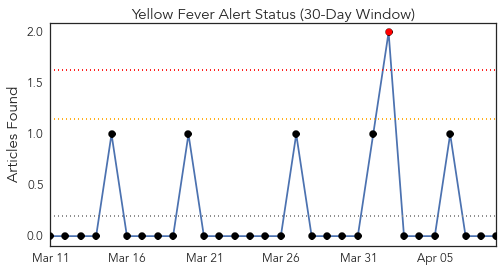 Yellow Fever Alert Status (30-Day Window)
2.0
1.5
1.0
0.5
0.0
Articles Found
Mar 11 Mar 16 Mar 21 Mar 26 Mar 31 Apr 05